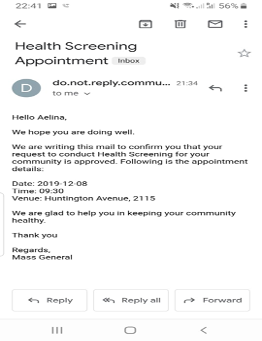 22:41 56%
Health Screening
Appointment Inbox
D do.not.reply.commu... 21:34
to me
Hello Aelina,
We hope you are doing well.
We are writing this mail to confirm you that your
request to conduct Health Screening for your
community is approved. Following is the appointment
details:
Date: 2019-12-08
Time: 09:30
Venue: Huntington Avenue, 2115
We are glad to help you in keeping your community
healthy.
Thank you
Regards,
Mass General
Reply Reply all Forward